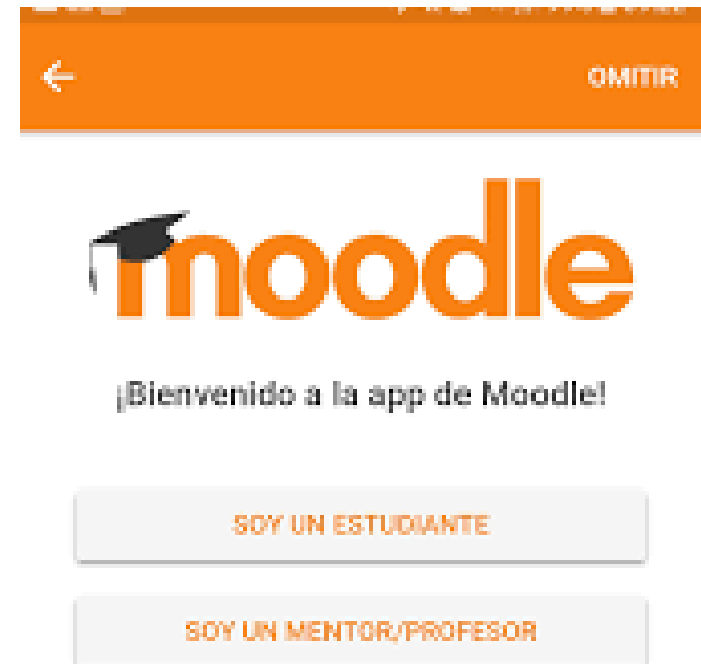 OMITIR
moodle
¡Bienvenido a la app de Moodle!
SOY UN ESTUDIANTE
SOY UN MENTOR/PROFESOR